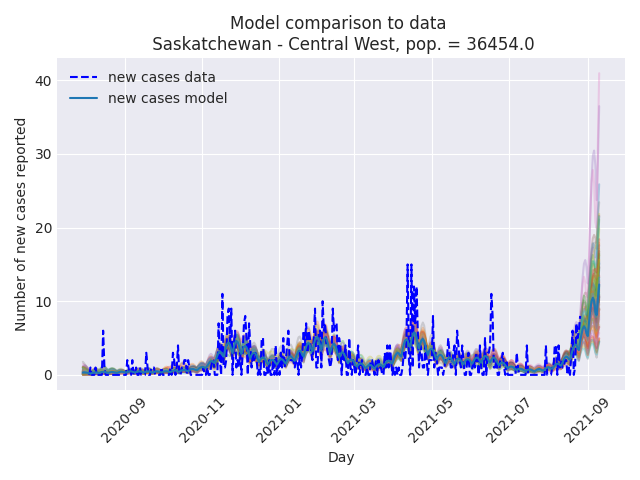 Model comparison to data
Saskatchewan - Central West, pop. = 36454.0
new cases data
new cases model
Number of new cases reported
40
30
20
10
0
2020-09
2020-11
2021-01
2021-03
2021-05
2021-07
2021-09
Day